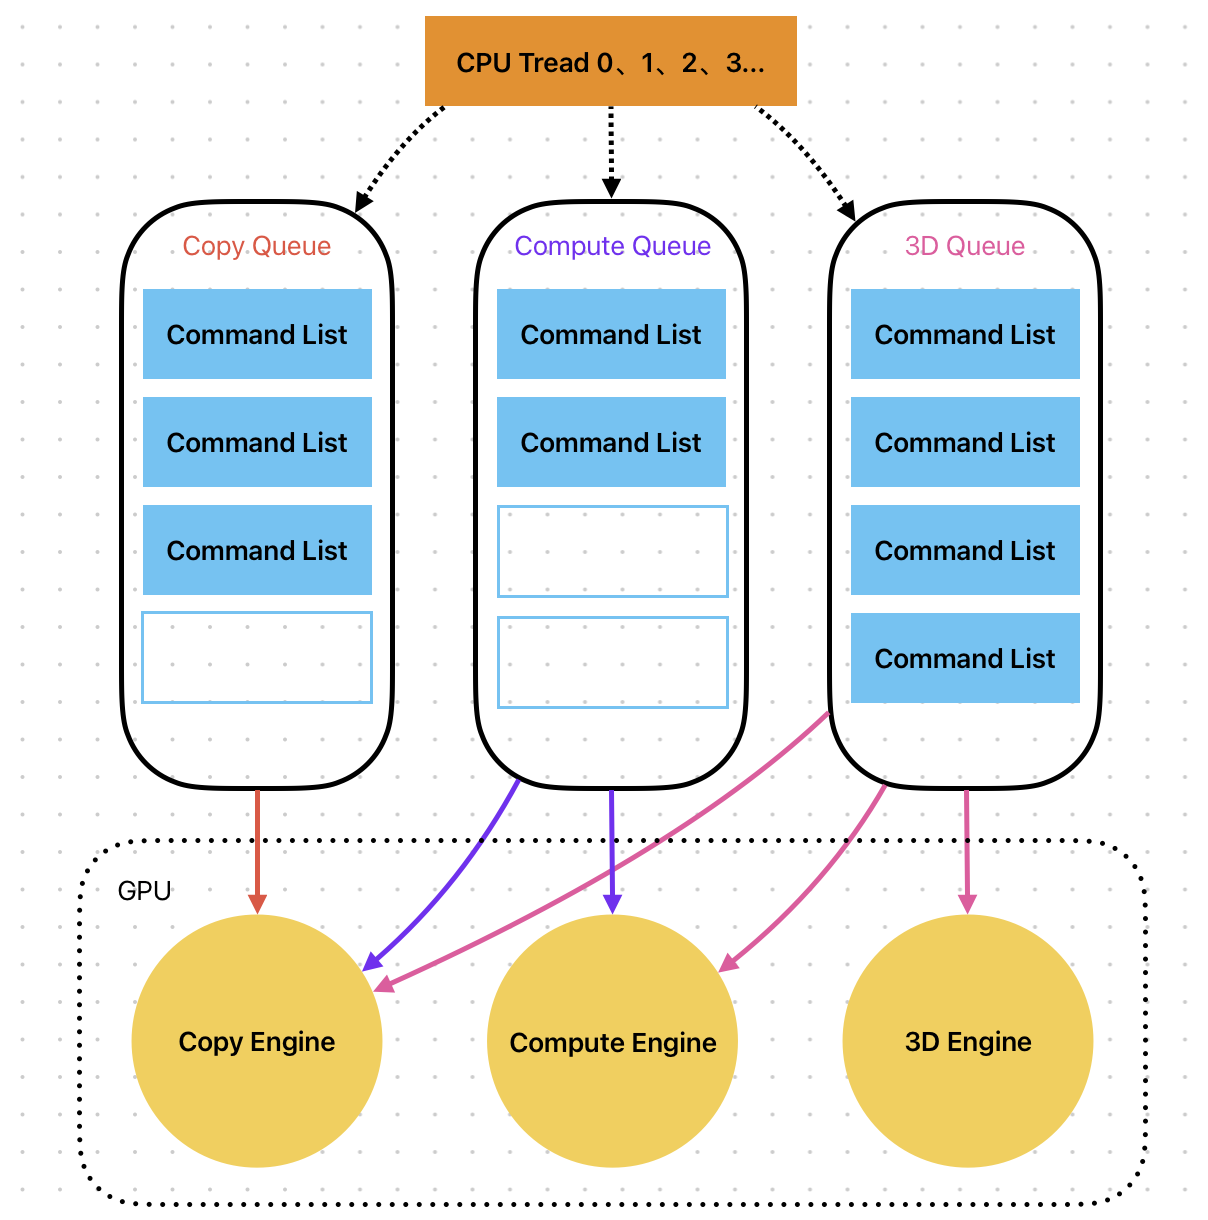 CPU Tread 0、1、2、3...
Copy Queue
Compute Queue
3D Queue
Command List
Command List
Command List
Command List
Command List
Command List
Command List
Command List
Command List
GPU
Copy Engine
Compute Engine
3D Engine